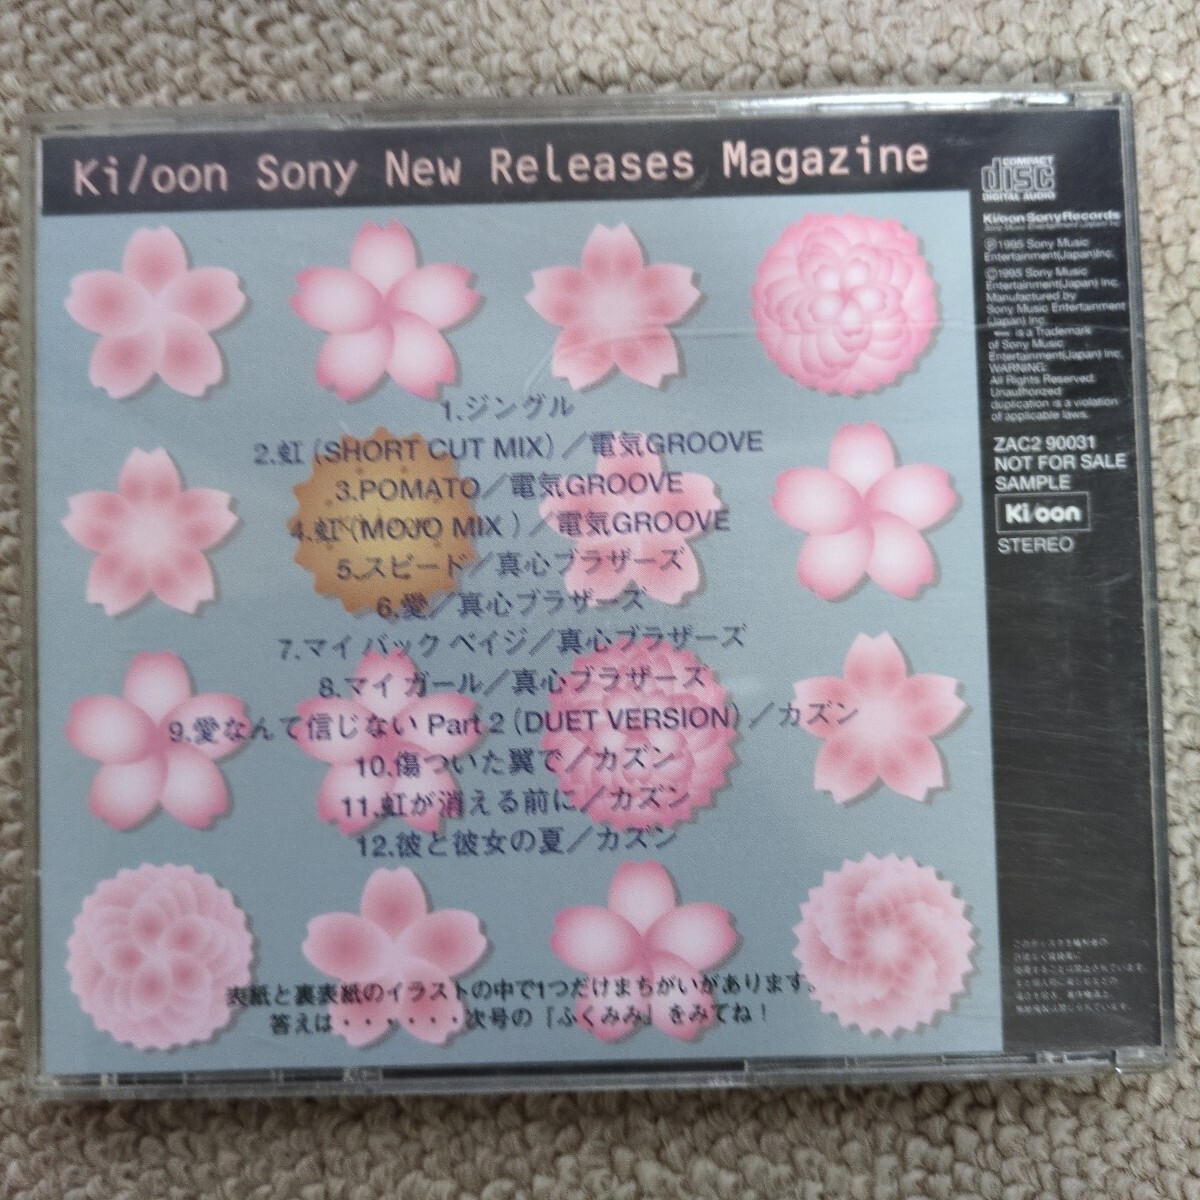 Ki/oon Sony New Releases Magazine
1.ジングル
2.虹(SHORT CUT MIX)／電気GROOVE
3.POMATO／電気GROOVE
4.虹(MOJO MIX )／電気GROOVE
5.スピード／真心ブラザーズ
6.愛／真心ブラザーズ
7.マイ バック ペイジ／真心ブラザーズ
8.マイ ガール／真心ブラザーズ
9.愛なんて信じない Part 2 (DUET VERSION)／カズン
10.傷ついた翼で／カズン
11.虹が消える前に／カズン
12.彼と彼女の夏／カズン
表紙と裏表紙のイラストの中で1つだけまちがいがあります。
答えは・・・・・・次号の「ふくみみ」をみてね！
COMPACT
disc
DIGITAL AUDIO
Ki/oon Sony Records
Ⓟ1995 Sony Music
Entertainment(Japan)Inc.
©1995 Sony Music
Entertainment(Japan) Inc.
Manufactured by
Sony Music Entertainment
(Japan) Inc.
is a Trademark
of Sony Music
Entertainment(Japan) Inc.
WARNING:
All Rights Reserved.
Unauthorized
duplication is a violation
of applicable laws.
ZAC2 90031
NOT FOR SALE
SAMPLE
Ki/oon
STEREO